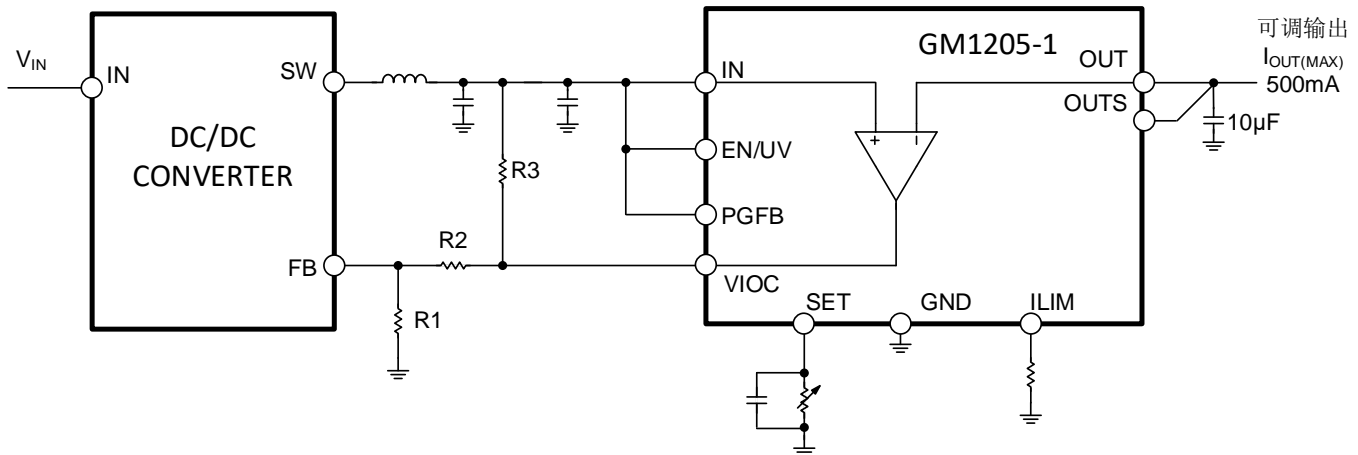 V_IN
IN
DC/DC
CONVERTER
SW
FB
R1
R2
R3
GM1205-1
IN
EN/UV
PGFB
VIOC
+
−
OUT
OUTS
SET
GND
ILIM
可调输出
I_OUT(MAX)
500mA
10µF